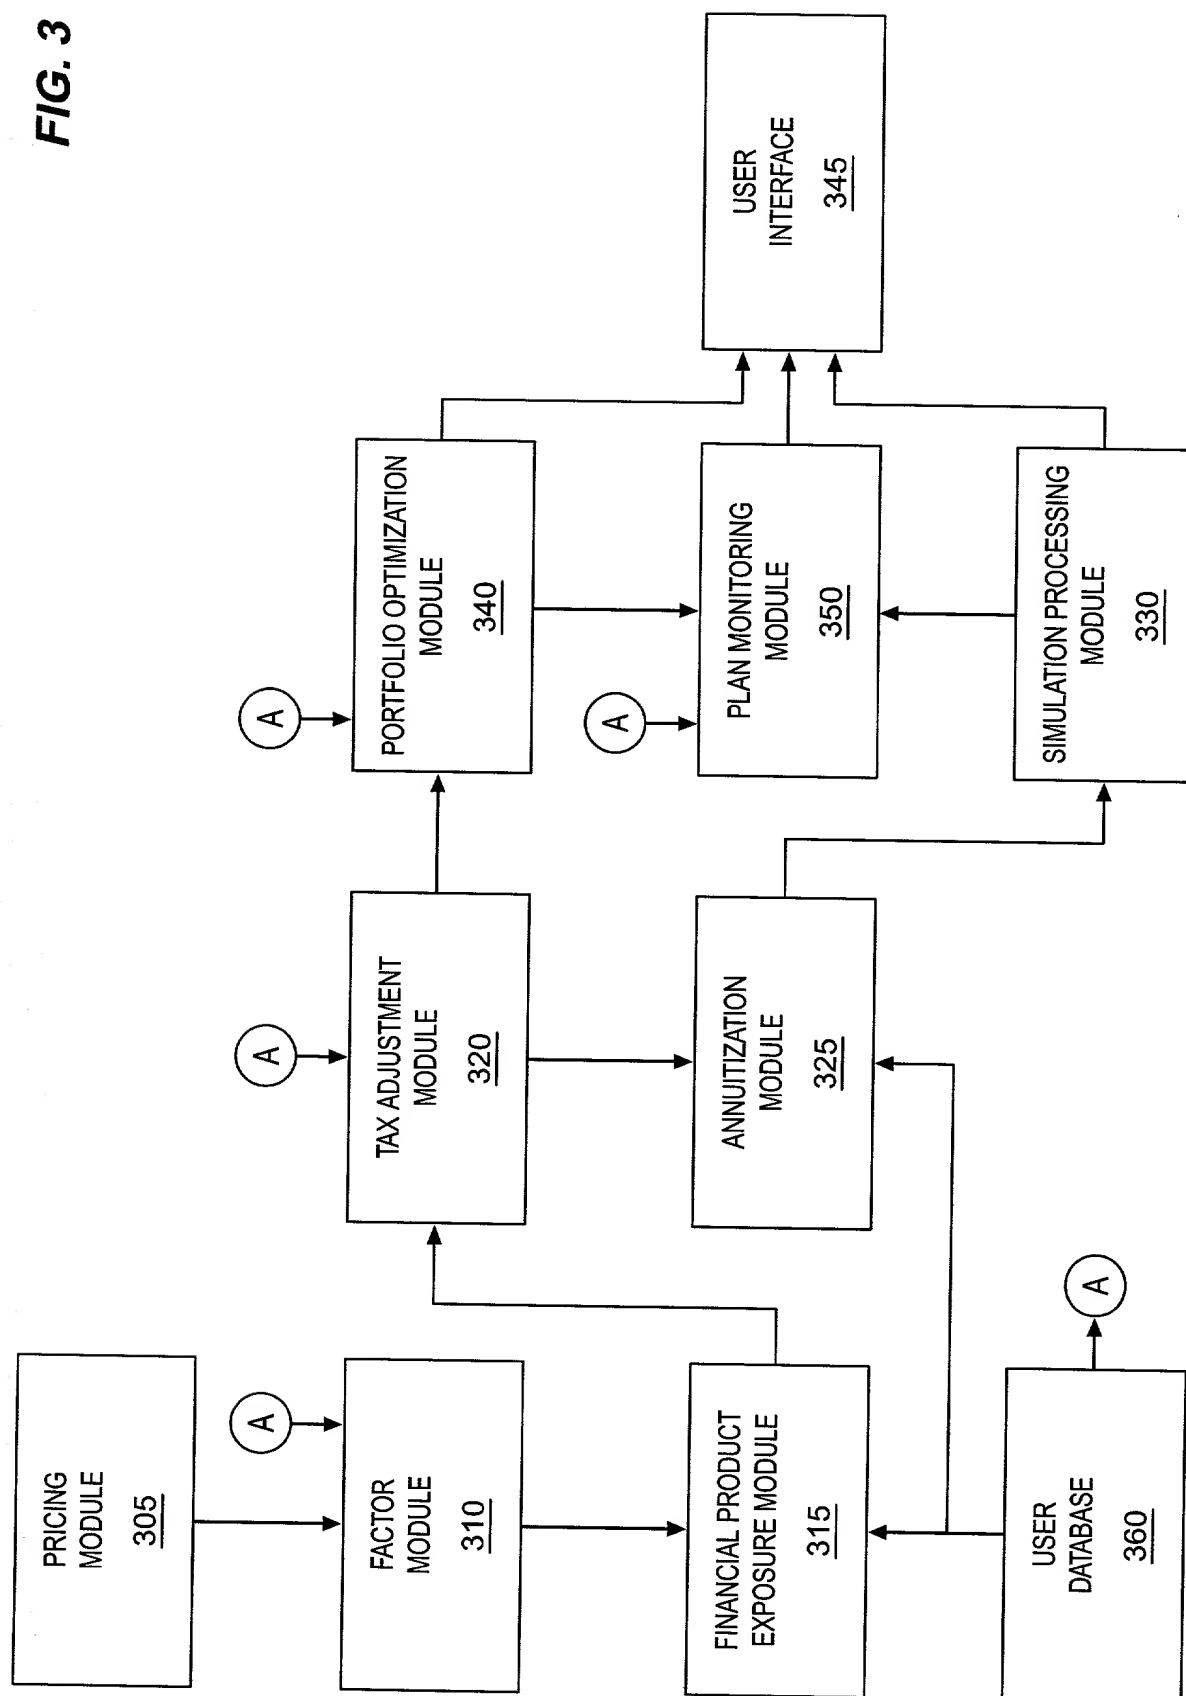 FIG. 3
PRICING
MODULE
305
A
FACTOR
MODULE
310
FINANCIAL PRODUCT
EXPOSURE MODULE
315
USER
DATABASE
360
A
A
TAX ADJUSTMENT
MODULE
320
ANNUITIZATION
MODULE
325
A
PORTFOLIO OPTIMIZATION
MODULE
340
A
PLAN MONITORING
MODULE
350
SIMULATION PROCESSING
MODULE
330
USER
INTERFACE
345